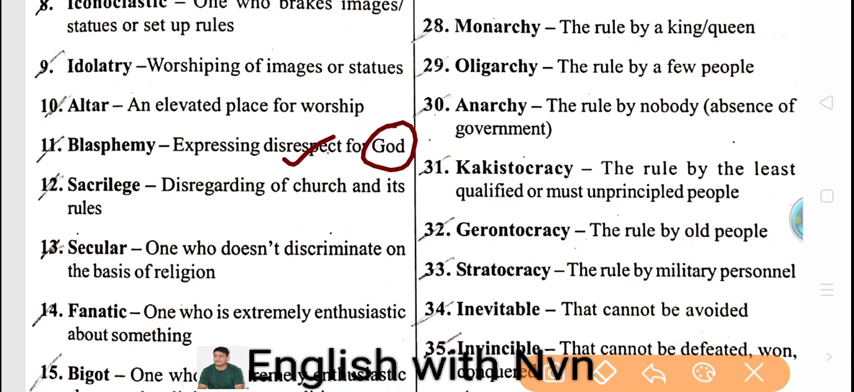 8. Iconoclastic – One who brakes images/
statues or set up rules
9. Idolatry –Worshiping of images or statues
10. Altar – An elevated place for worship
11. Blasphemy – Expressing disrespect for God
12. Sacrilege – Disregarding of church and its
rules
13. Secular – One who doesn't discriminate on
the basis of religion
14. Fanatic – One who is extremely enthusiastic
about something
15. Bigot – One who extremely enthusiastic
28. Monarchy – The rule by a king/queen
29. Oligarchy – The rule by a few people
30. Anarchy – The rule by nobody (absence of
government)
31. Kakistocracy – The rule by the least
qualified or must unprincipled people
32. Gerontocracy – The rule by old people
33. Stratocracy – The rule by military personnel
34. Inevitable – That cannot be avoided
35. Invincible – That cannot be defeated, won,
conquered
English with Nvn